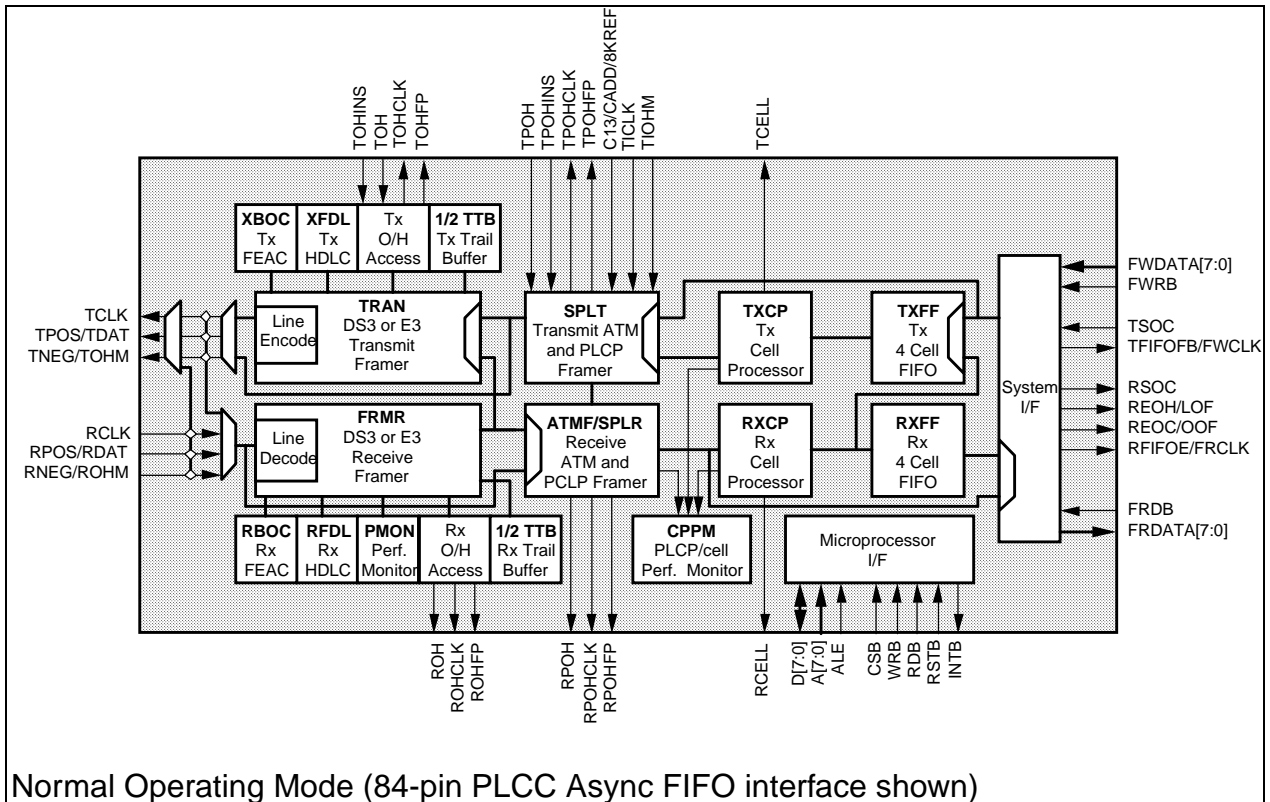 TOHINS
TOH
TOHCLK
TOHFP
TPOH
TPOHINS
TPOHCLK
TPOHFP
C13/CADD/8KREF
TICLK
TIOHM
TCELL
XBOC
Tx
FEAC
XFDL
Tx
HDLC
Tx
O/H
Access
1/2 TTB
Tx Trail
Buffer
TCLK
TPOS/TDAT
TNEG/TOHM
Line
Encode
TRAN
DS3 or E3
Transmit
Framer
SPLT
Transmit ATM
and PLCP
Framer
TXCP
Tx
Cell
Processor
TXFF
Tx
4 Cell
FIFO
System
I/F
FWDATA[7:0]
FWRB
TSOC
TFIFOFB/FWCLK
RSOC
REOH/LOF
REOC/OOF
RFIFOE/FRCLK
FRDB
FRDATA[7:0]
RCLK
RPOS/RDAT
RNEG/ROHM
Line
Decode
FRMR
DS3 or E3
Receive
Framer
ATMF/SPLR
Receive
ATM and
PCLP Framer
RXCP
Rx
Cell
Processor
RXFF
Rx
4 Cell
FIFO
RBOC
Rx
FEAC
RFDL
Rx
HDLC
PMON
Perf.
Monitor
Rx
O/H
Access
1/2 TTB
Rx Trail
Buffer
CPPM
PLCP/cell
Perf. Monitor
Microprocessor
I/F
ROH
ROHCLK
ROHFP
RPOH
RPOHCLK
RPOHFP
RCELL
D[7:0]
A[7:0]
ALE
CSB
WRB
RDB
RSTB
INTB
Normal Operating Mode (84-pin PLCC Async FIFO interface shown)